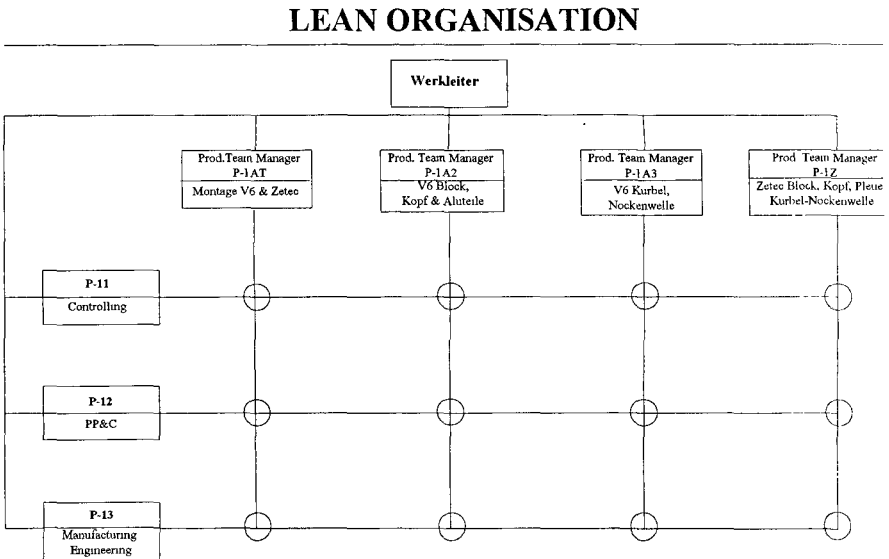 LEAN ORGANISATION
Werkleiter
Prod.Team Manager
P-1AT
Montage V6 & Zetec
Prod. Team Manager
P-1A2
V6 Block,
Kopf & Aluteile
Prod. Team Manager
P-1A3
V6 Kurbel,
Nockenwelle
Prod Team Manager
P-1Z
Zetec Block, Kopf, Pleue
Kurbel-Nockenwelle
P-11
Controllung
P-12
PP&C
P-13
Manufacturing
Engineering